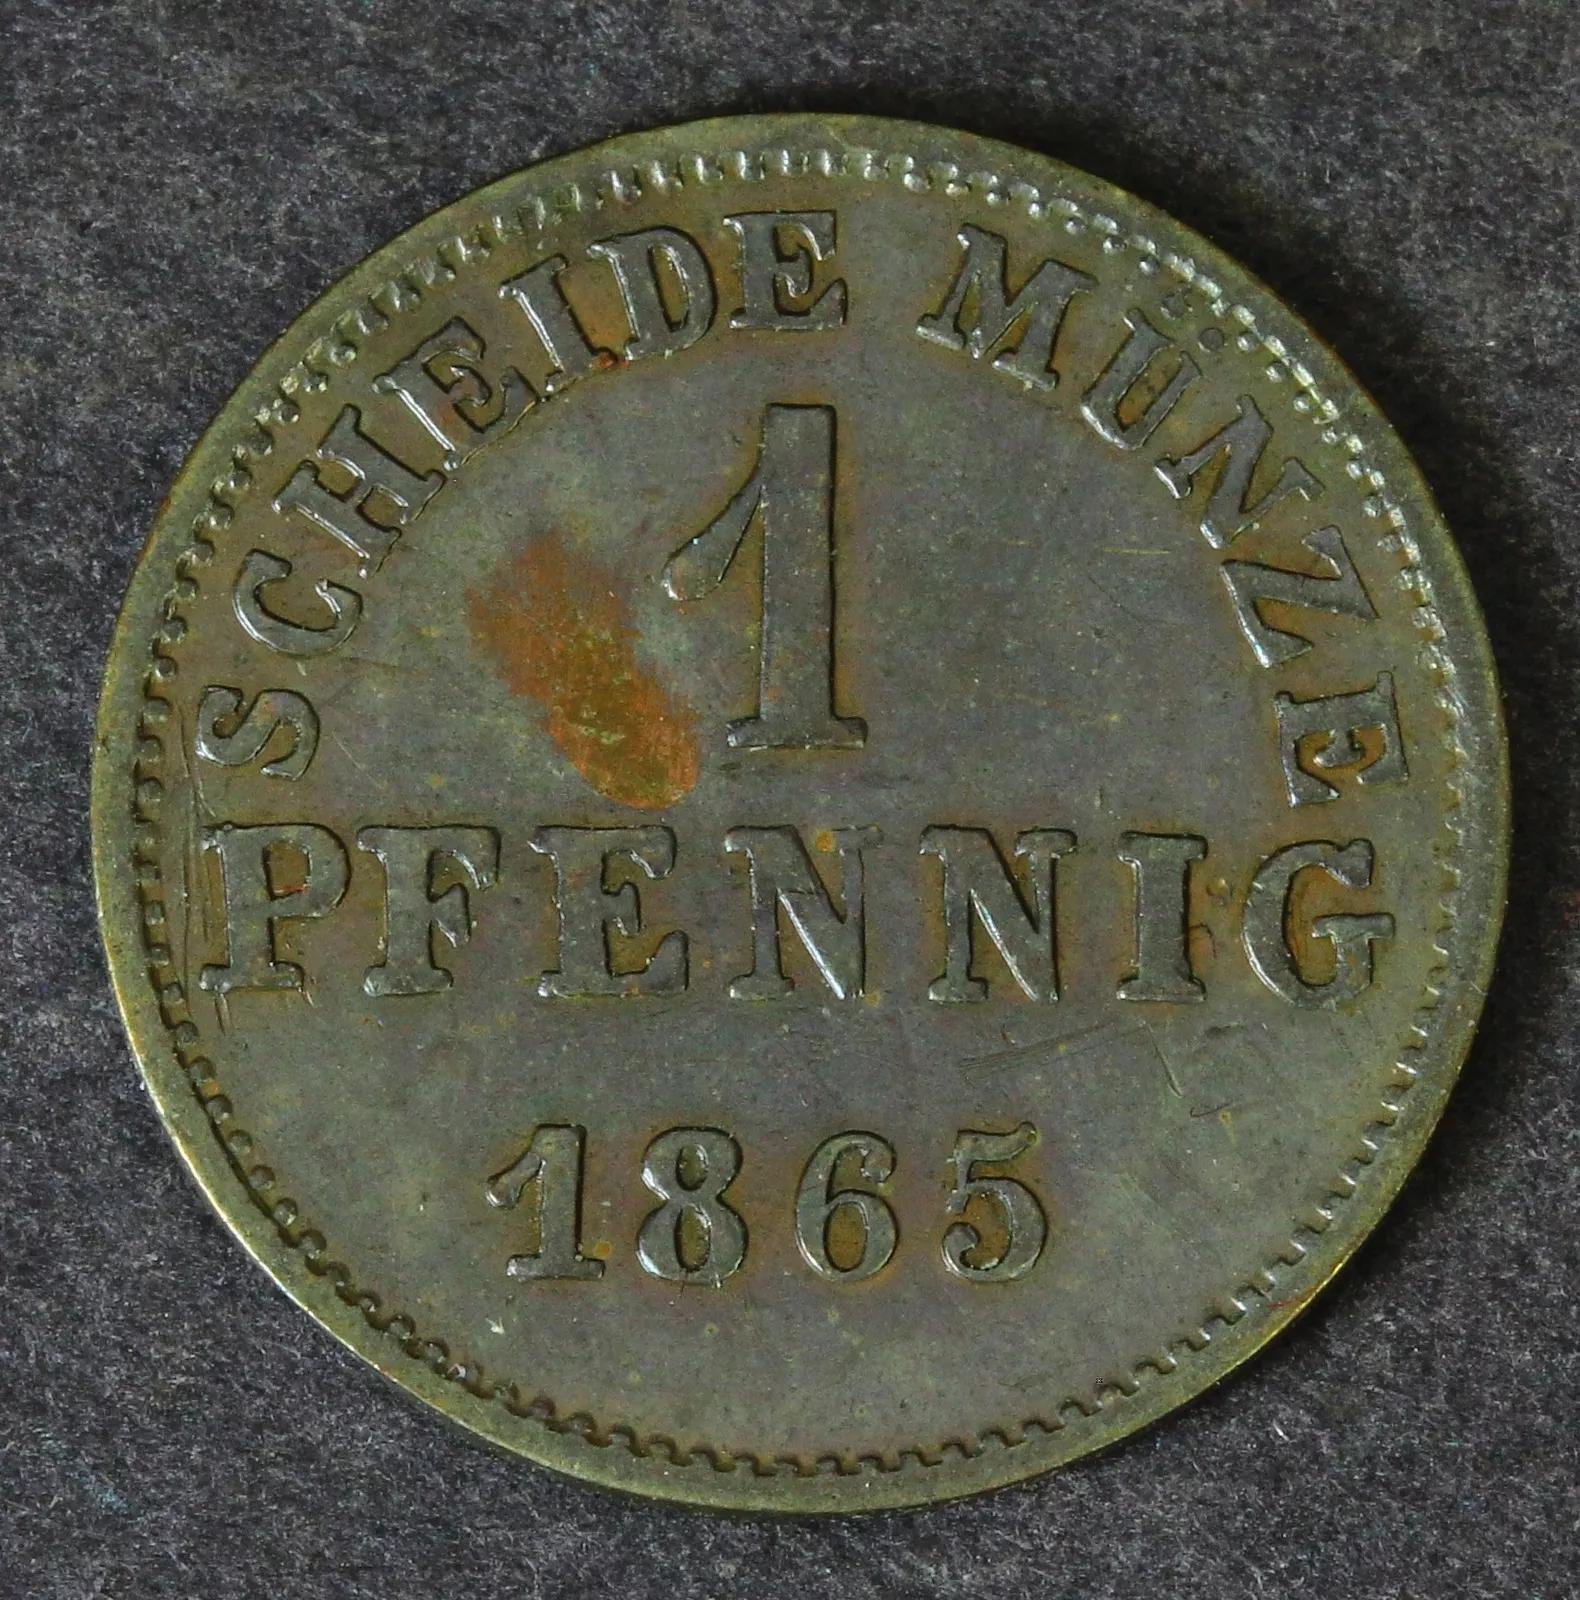 SCHEIDE MÜNZE
1
PFENNIG
1865